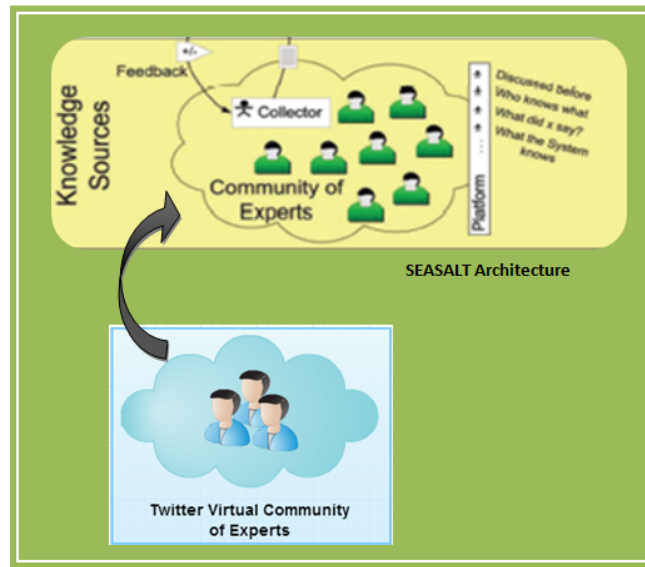 +/-
Feedback
Knowledge
Sources
Collector
Community of
Experts
Platform
...
Discussed before
Who knows what
What did x say?
What the System
knows
SEASALT Architecture
Twitter Virtual Community
of Experts